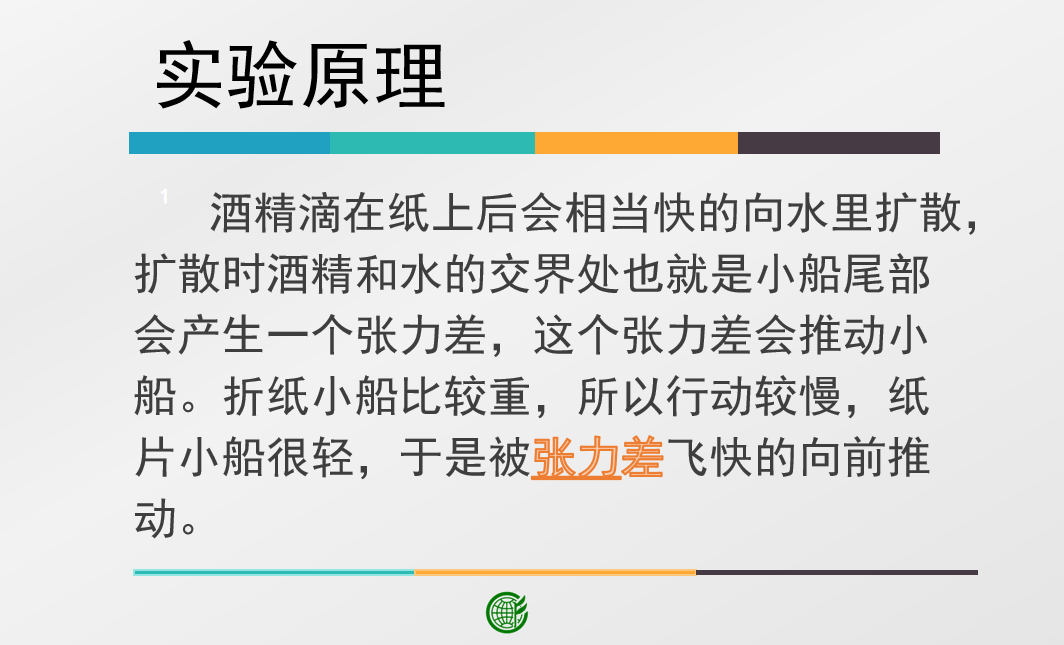 实验原理
1
酒精滴在纸上后会相当快的向水里扩散，
扩散时酒精和水的交界处也就是小船尾部
会产生一个张力差，这个张力差会推动小
船。折纸小船比较重，所以行动较慢，纸
片小船很轻，于是被张力差飞快的向前推
动。